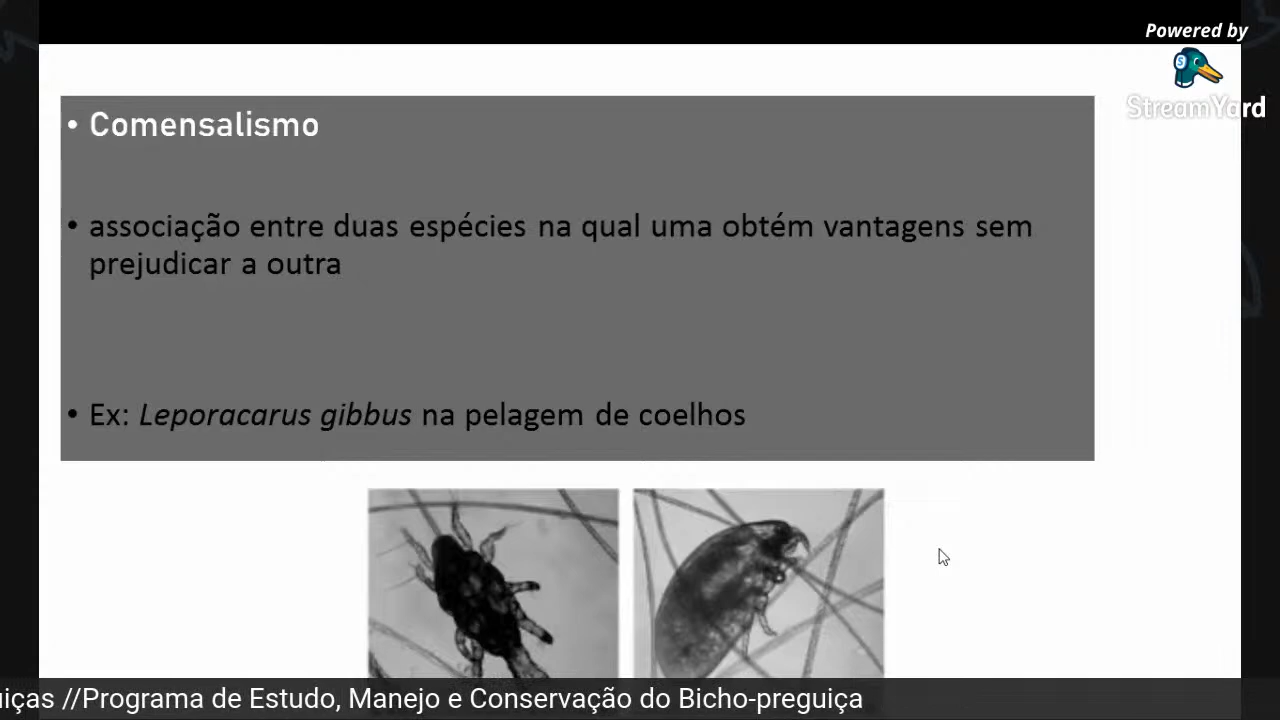 Powered by
StreamYard
• Comensalismo
• associação entre duas espécies na qual uma obtém vantagens sem
prejudicar a outra
• Ex: Leporacarus gibbus na pelagem de coelhos
//Programa de Estudo, Manejo e Conservação do Bicho-preguiça